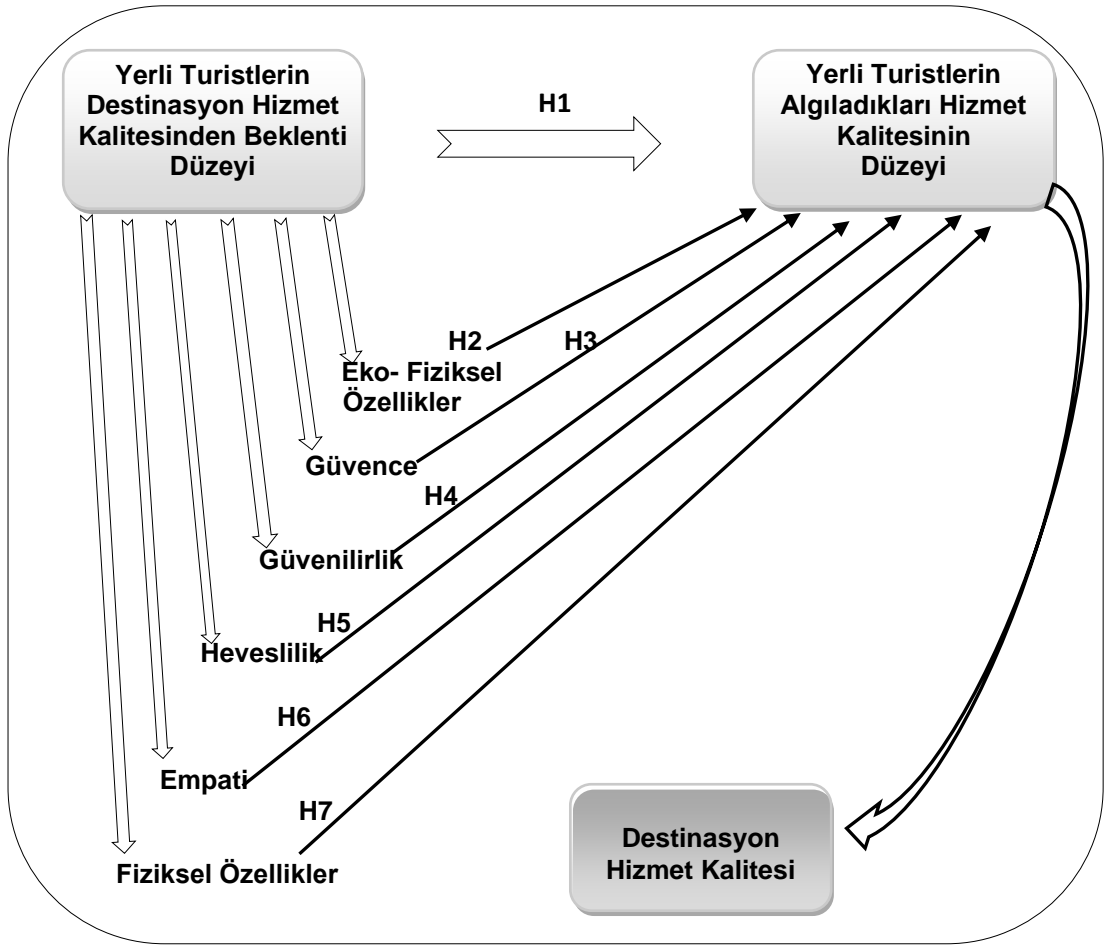 Yerli Turistlerin
Destinasyon Hizmet
Kalitesinden Beklenti
Düzeyi
H1
Yerli Turistlerin
Algıladıkları Hizmet
Kalitesinin
Düzeyi
H2
H3
Eko- Fiziksel
Özellikler
Güvence
H4
Güvenilirlik
H5
Heveslilik
H6
Empati
H7
Fiziksel Özellikler
Destinasyon
Hizmet Kalitesi